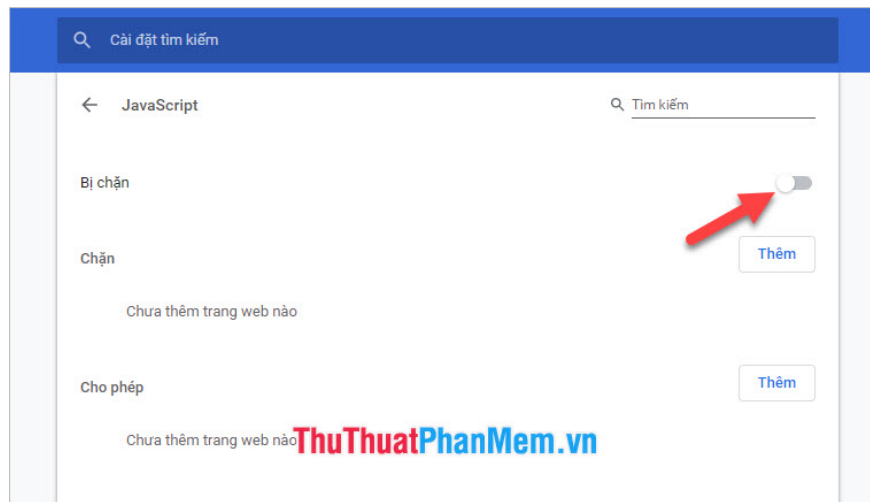 Cài đặt tìm kiếm
JavaScript
Tìm kiếm
Bị chặn
Chặn
Thêm
Chưa thêm trang web nào
Cho phép
Thêm
Chưa thêm trang web nào
ThuThuatPhanMem.vn